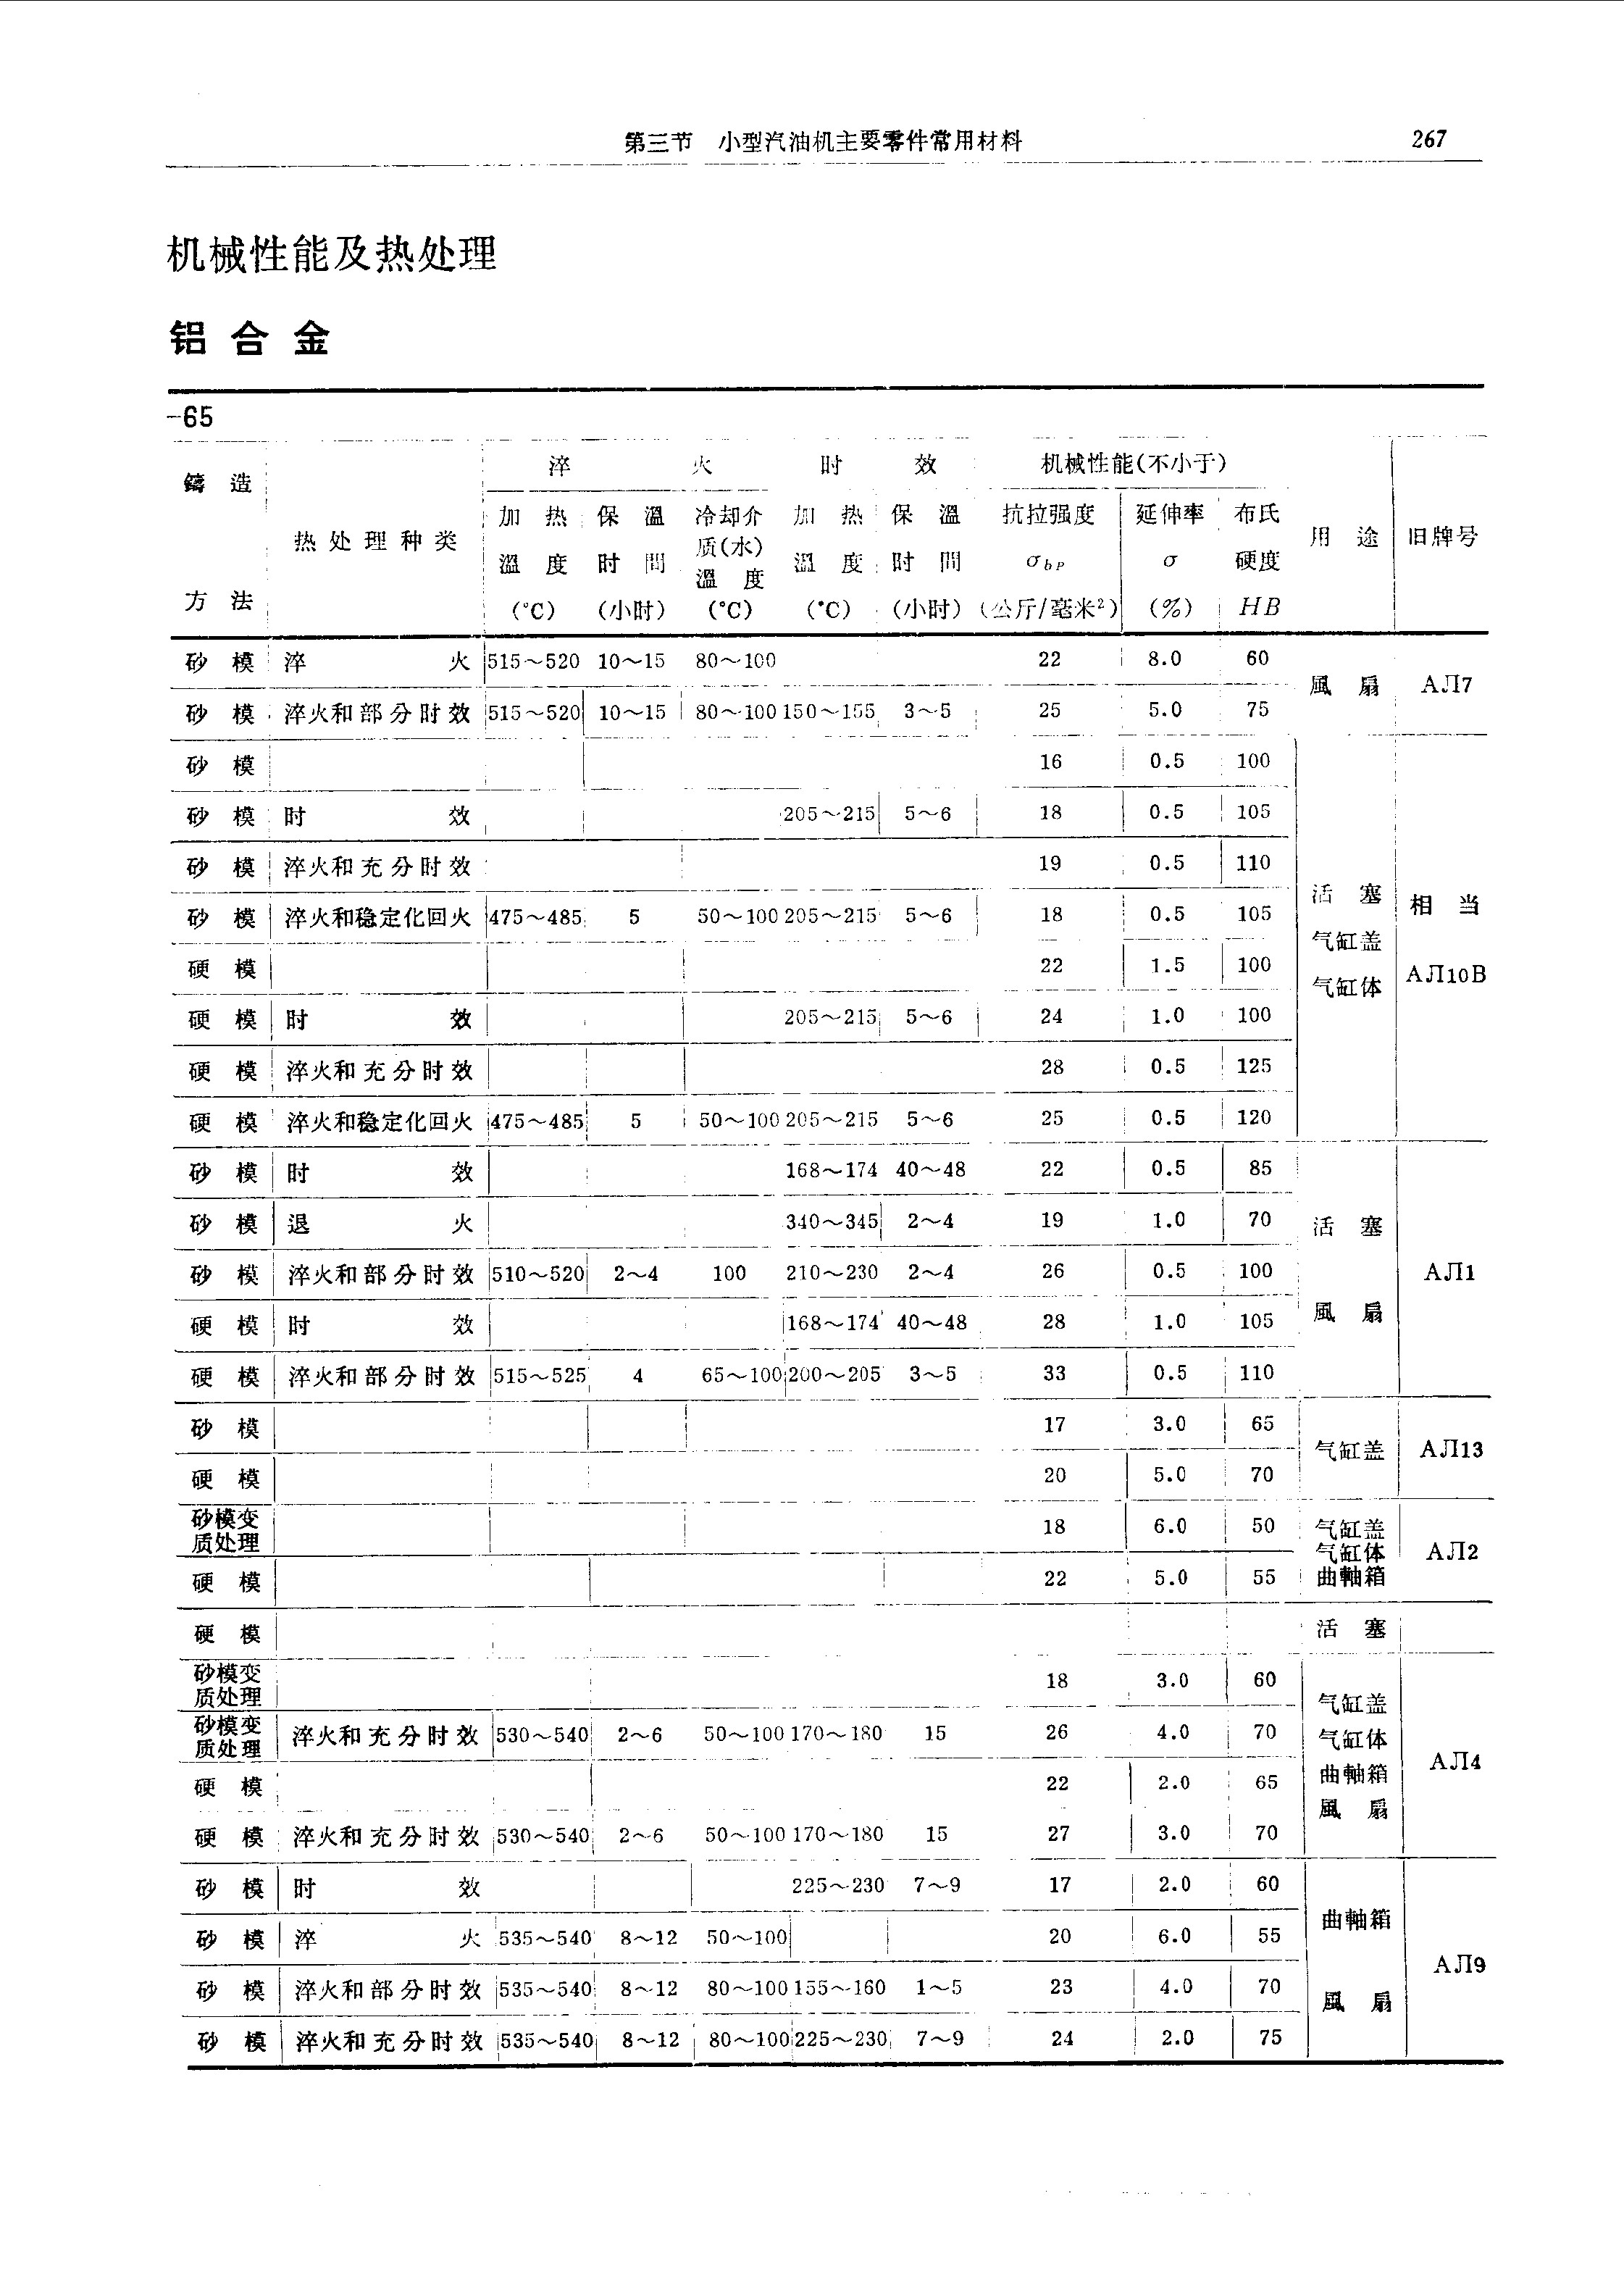 第三节 小型汽油机主要零件常用材料 267
机械性能及热处理
铝合金
-65
鑄造方法 热处理种类 淬火 时效 机械性能(不小于) 用途 旧牌号
加热溫度(°C) 保溫时間(小时) 冷却介质(水)溫度(°C) 加热溫度(°C) 保溫时間(小时) 抗拉强度σbP(公斤/毫米²) 延伸率σ(%) 布氏硬度HB
砂模 淬火 515~520 10~15 80~100 22 8.0 60
風扇 АЛ7
砂模 淬火和部分时效 515~520 10~15 80~100 150~155 3~5 25 5.0 75
砂模 16 0.5 100
砂模 时效 205~215 5~6 18 0.5 105
砂模 淬火和充分时效 19 0.5 110
活塞 相当
砂模 淬火和稳定化回火 475~485 5 50~100 205~215 5~6 18 0.5 105
气缸盖
硬模 22 1.5 100
气缸体 АЛ10В
硬模 时效 205~215 5~6 24 1.0 100
硬模 淬火和充分时效 28 0.5 125
硬模 淬火和稳定化回火 475~485 5 50~100 205~215 5~6 25 0.5 120
砂模 时效 168~174 40~48 22 0.5 85
砂模 退火 340~345 2~4 19 1.0 70 活塞
砂模 淬火和部分时效 510~520 2~4 100 210~230 2~4 26 0.5 100 АЛ1
硬模 时效 168~174 40~48 28 1.0 105 風扇
硬模 淬火和部分时效 515~525 4 65~100 200~205 3~5 33 0.5 110
砂模 17 3.0 65
气缸盖 АЛ13
硬模 20 5.0 70
砂模变质处理 18 6.0 50 气缸盖
气缸体 АЛ2
硬模 22 5.0 55 曲軸箱
硬模 活塞
砂模变质处理 18 3.0 60
气缸盖
砂模变质处理 淬火和充分时效 530~540 2~6 50~100 170~180 15 26 4.0 70 气缸体
АЛ4
硬模 22 2.0 65 曲軸箱
風扇
硬模 淬火和充分时效 530~540 2~6 50~100 170~180 15 27 3.0 70
砂模 时效 225~230 7~9 17 2.0 60
曲軸箱
砂模 淬火 535~540 8~12 50~100 20 6.0 55
АЛ9
砂模 淬火和部分时效 535~540 8~12 80~100 155~160 1~5 23 4.0 70 風扇
砂模 淬火和充分时效 535~540 8~12 80~100 225~230 7~9 24 2.0 75